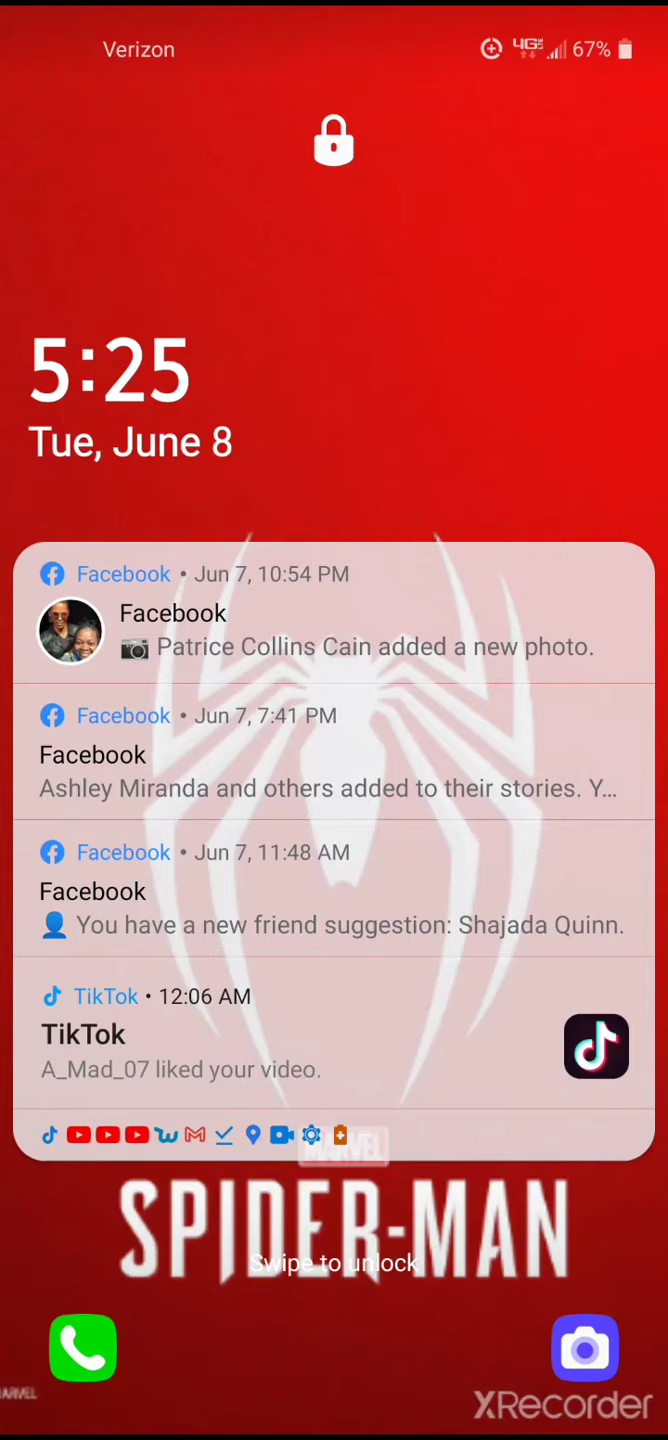 Verizon
4G 67%
5:25
Tue, June 8
Facebook • Jun 7, 10:54 PM
Facebook
📷 Patrice Collins Cain added a new photo.
Facebook • Jun 7, 7:41 PM
Facebook
Ashley Miranda and others added to their stories. Y...
Facebook • Jun 7, 11:48 AM
Facebook
👤 You have a new friend suggestion: Shajada Quinn.
TikTok • 12:06 AM
TikTok
A_Mad_07 liked your video.
MARVEL
SPIDER-MAN
Swipe to unlock
MARVEL
XRecorder